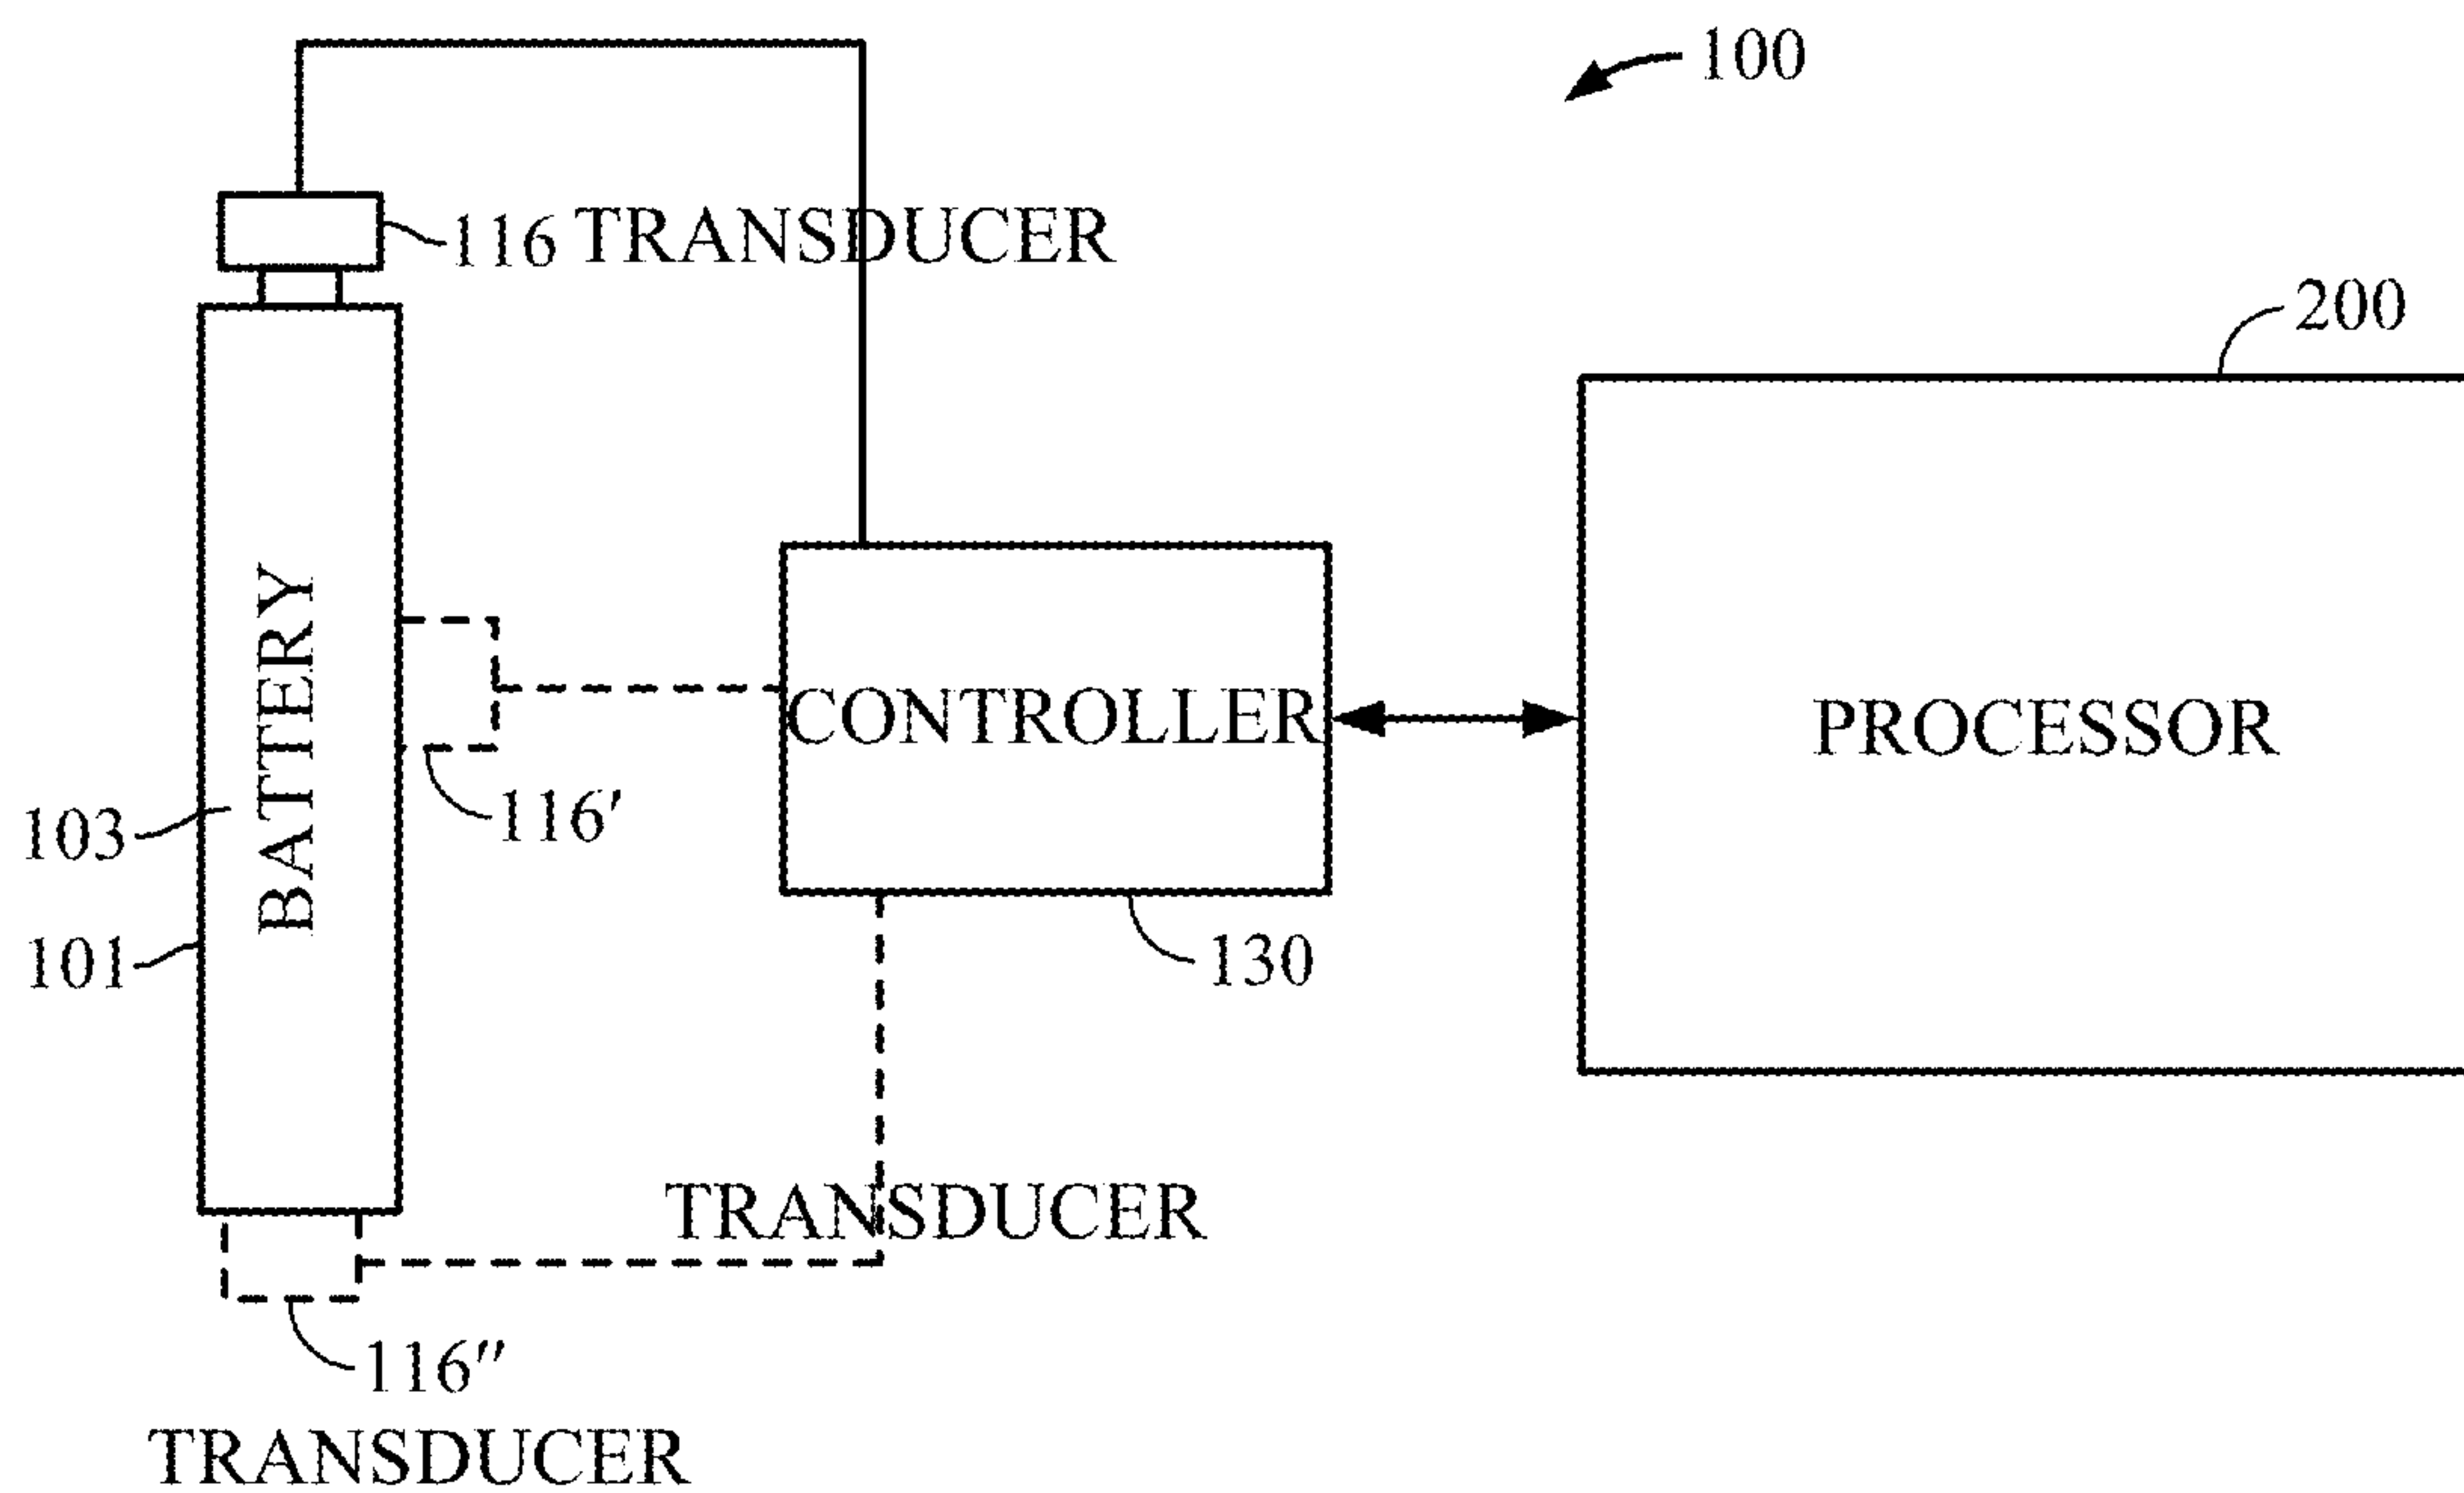 100
116 TRANSDUCER
200
BATTERY
CONTROLLER
PROCESSOR
103
116′
101
130
TRANSDUCER
116″
TRANSDUCER